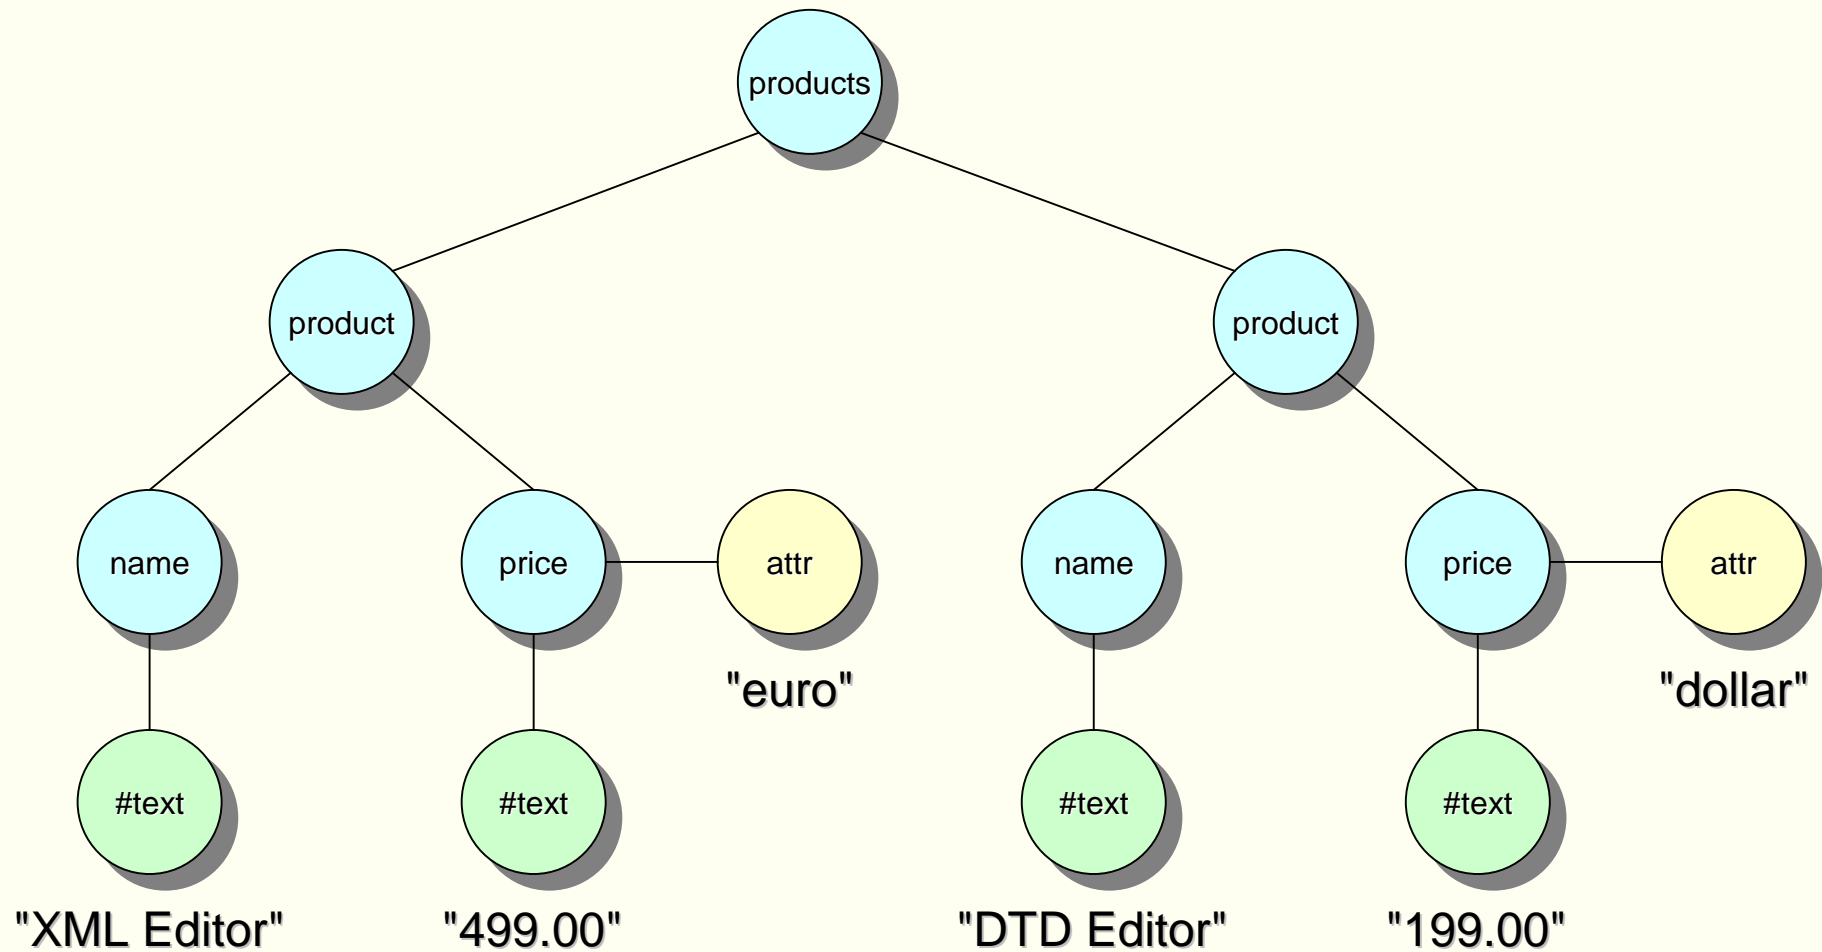 products
product
product
name
price
attr
name
price
attr
"euro"
"dollar"
#text
#text
#text
#text
"XML Editor"
"499.00"
"DTD Editor"
"199.00"